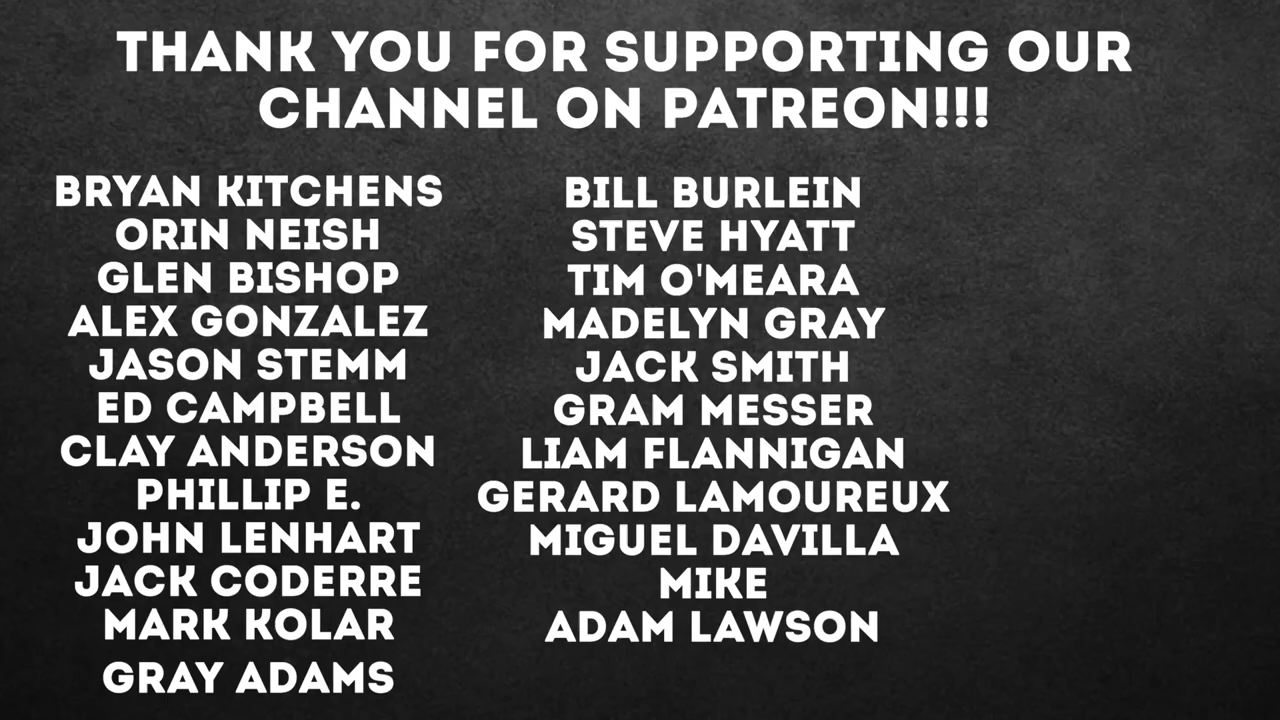 THANK YOU FOR SUPPORTING OUR
CHANNEL ON PATREON!!!
BRYAN KITCHENS
ORIN NEISH
GLEN BISHOP
ALEX GONZALEZ
JASON STEMM
ED CAMPBELL
CLAY ANDERSON
PHILLIP E.
JOHN LENHART
JACK CODERRE
MARK KOLAR
GRAY ADAMS
BILL BURLEIN
STEVE HYATT
TIM O'MEARA
MADELYN GRAY
JACK SMITH
GRAM MESSER
LIAM FLANNIGAN
GERARD LAMOUREUX
MIGUEL DAVILLA
MIKE
ADAM LAWSON